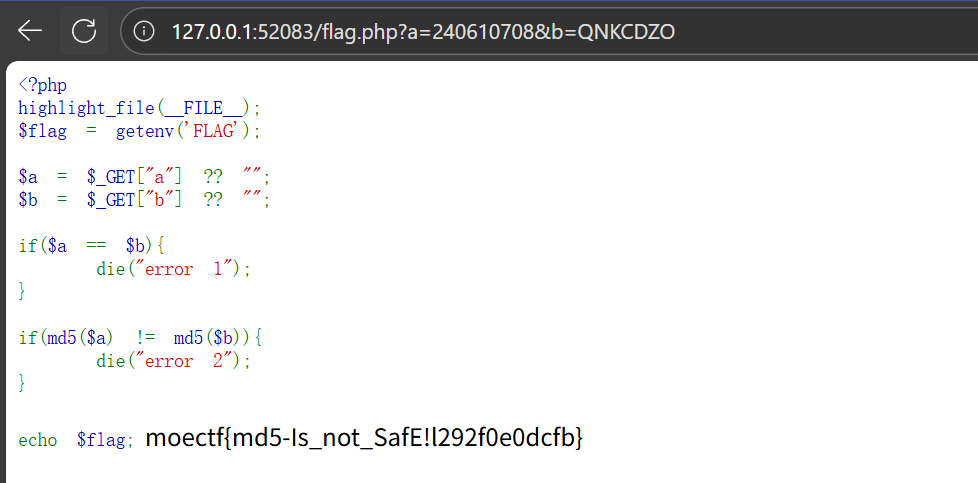 127.0.0.1:52083/flag.php?a=240610708&b=QNKCDZO
<?php
highlight_file(__FILE__);
$flag = getenv('FLAG');
$a = $_GET["a"] ?? "";
$b = $_GET["b"] ?? "";
if($a == $b){
die("error 1");
}
if(md5($a) != md5($b)){
die("error 2");
}
echo $flag; moectf{md5-Is_not_SafE!l292f0e0dcfb}